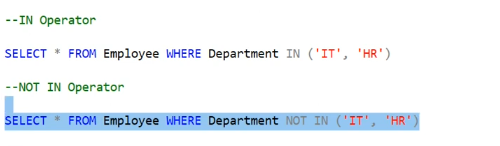 --IN Operator
SELECT * FROM Employee WHERE Department IN ('IT', 'HR')
--NOT IN Operator
SELECT * FROM Employee WHERE Department NOT IN ('IT', 'HR')